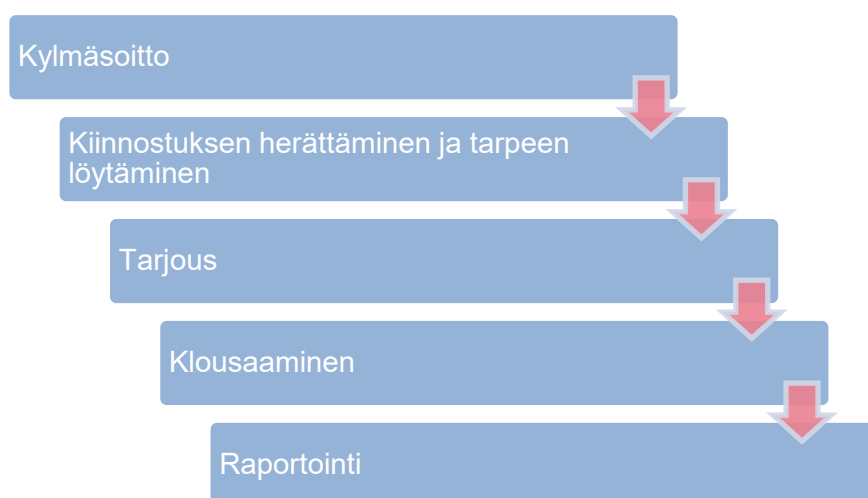 Kylmäsoitto
Kiinnostuksen herättäminen ja tarpeen
löytäminen
Tarjous
Klousaaminen
Raportointi